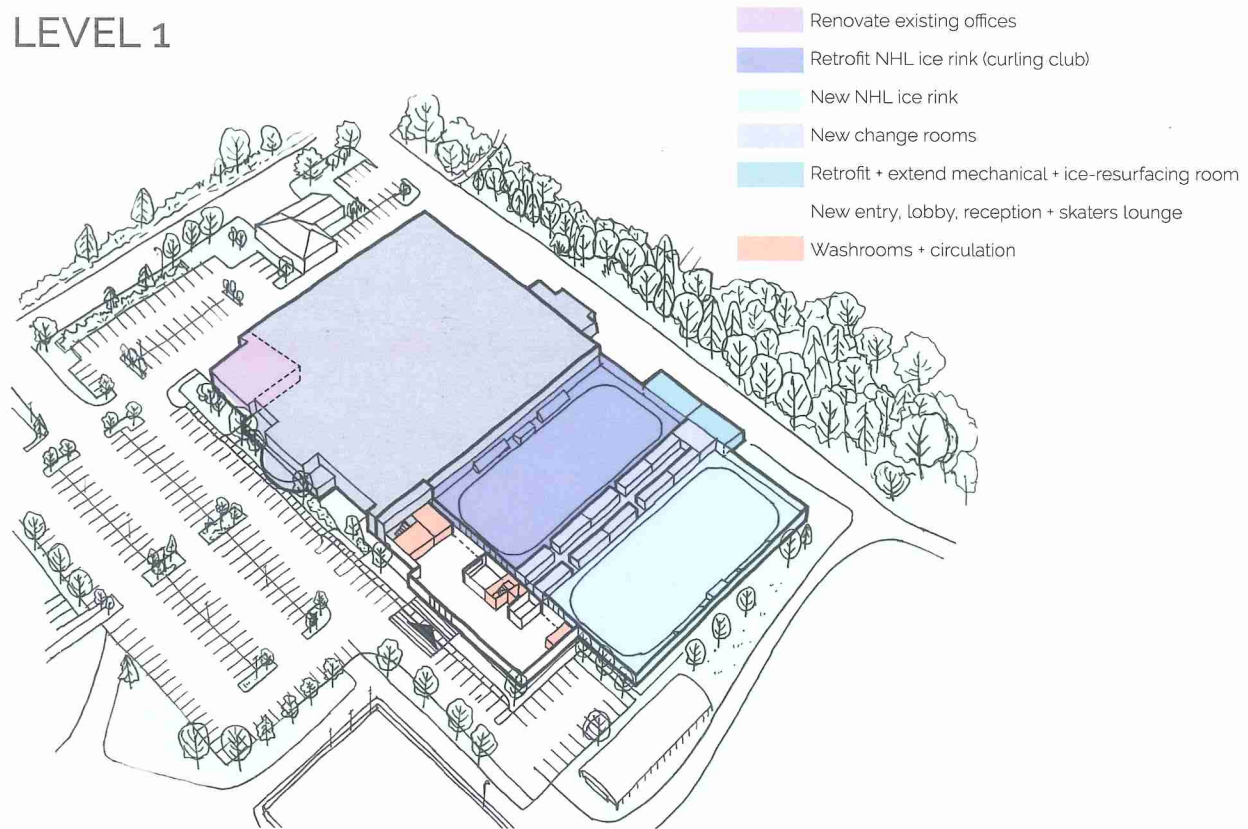 LEVEL 1
Renovate existing offices
Retrofit NHL ice rink (curling club)
New NHL ice rink
New change rooms
Retrofit + extend mechanical + ice-resurfacing room
New entry, lobby, reception + skaters lounge
Washrooms + circulation